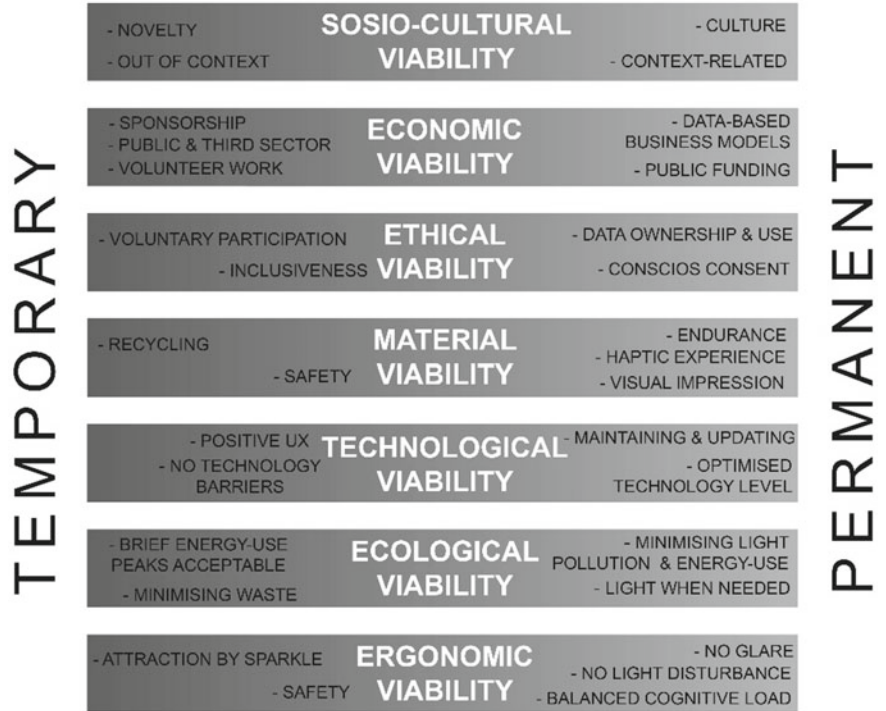 TEMPORARY
- NOVELTY
- OUT OF CONTEXT
SOSIO-CULTURAL
VIABILITY
- CULTURE
- CONTEXT-RELATED
- SPONSORSHIP
- PUBLIC & THIRD SECTOR
- VOLUNTEER WORK
ECONOMIC
VIABILITY
- DATA-BASED
BUSINESS MODELS
- PUBLIC FUNDING
- VOLUNTARY PARTICIPATION
- INCLUSIVENESS
ETHICAL
VIABILITY
- DATA OWNERSHIP & USE
- CONSCIOS CONSENT
- RECYCLING
- SAFETY
MATERIAL
VIABILITY
- ENDURANCE
- HAPTIC EXPERIENCE
- VISUAL IMPRESSION
- POSITIVE UX
- NO TECHNOLOGY
BARRIERS
TECHNOLOGICAL
VIABILITY
- MAINTAINING & UPDATING
- OPTIMISED
TECHNOLOGY LEVEL
- BRIEF ENERGY-USE
PEAKS ACCEPTABLE
- MINIMISING WASTE
ECOLOGICAL
VIABILITY
- MINIMISING LIGHT
POLLUTION & ENERGY-USE
- LIGHT WHEN NEEDED
- ATTRACTION BY SPARKLE
- SAFETY
ERGONOMIC
VIABILITY
- NO GLARE
- NO LIGHT DISTURBANCE
- BALANCED COGNITIVE LOAD
PERMANENT